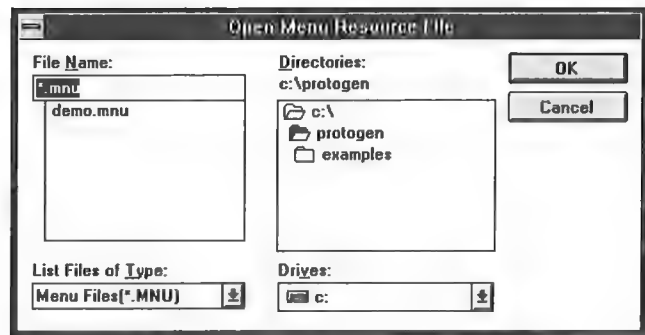 Open Menu Resource File
File Name:
*.mnu
demo.mnu
List Files of Type:
Menu Files(*.MNU)
Directories:
c:\protogen
c:\
protogen
examples
Drives:
c:
OK
Cancel